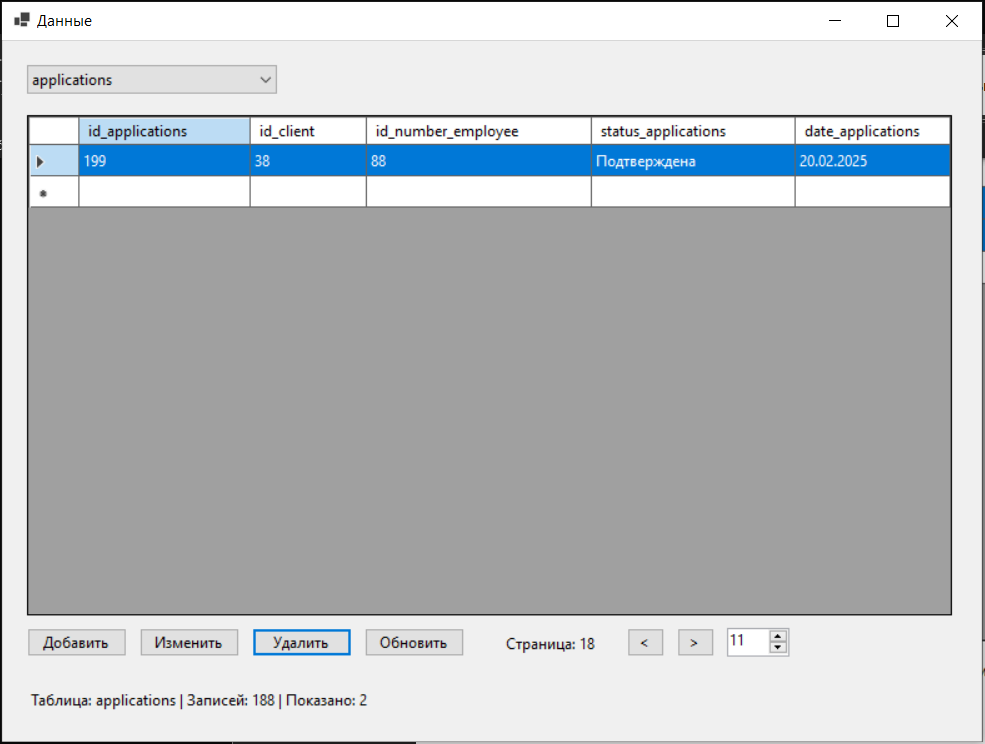 Данные
applications
id_applications id_client id_number_employee status_applications date_applications
199 38 88 Подтверждена 20.02.2025
Добавить Изменить Удалить Обновить Страница: 18 < > 11
Таблица: applications | Записей: 188 | Показано: 2